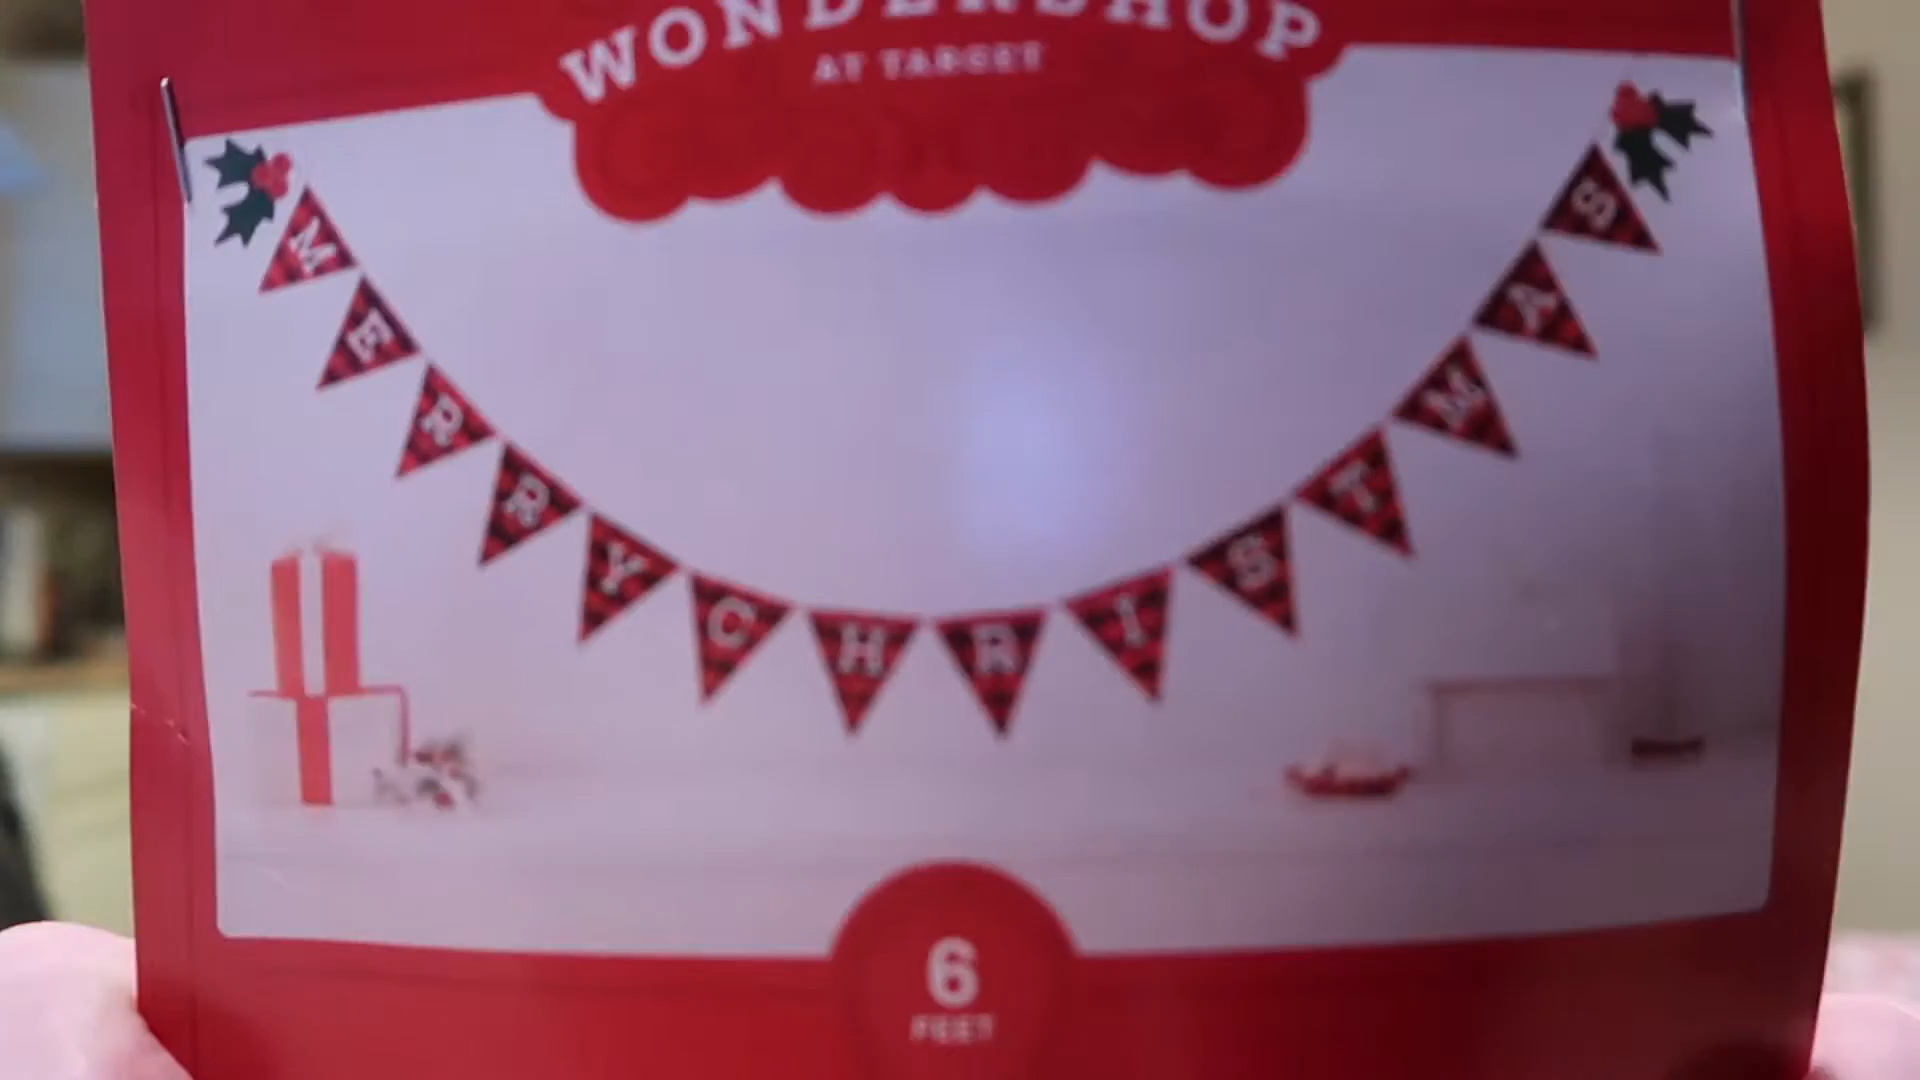 WONDERSHOP
AT TARGET
MERRY CHRISTMAS
6
FEET